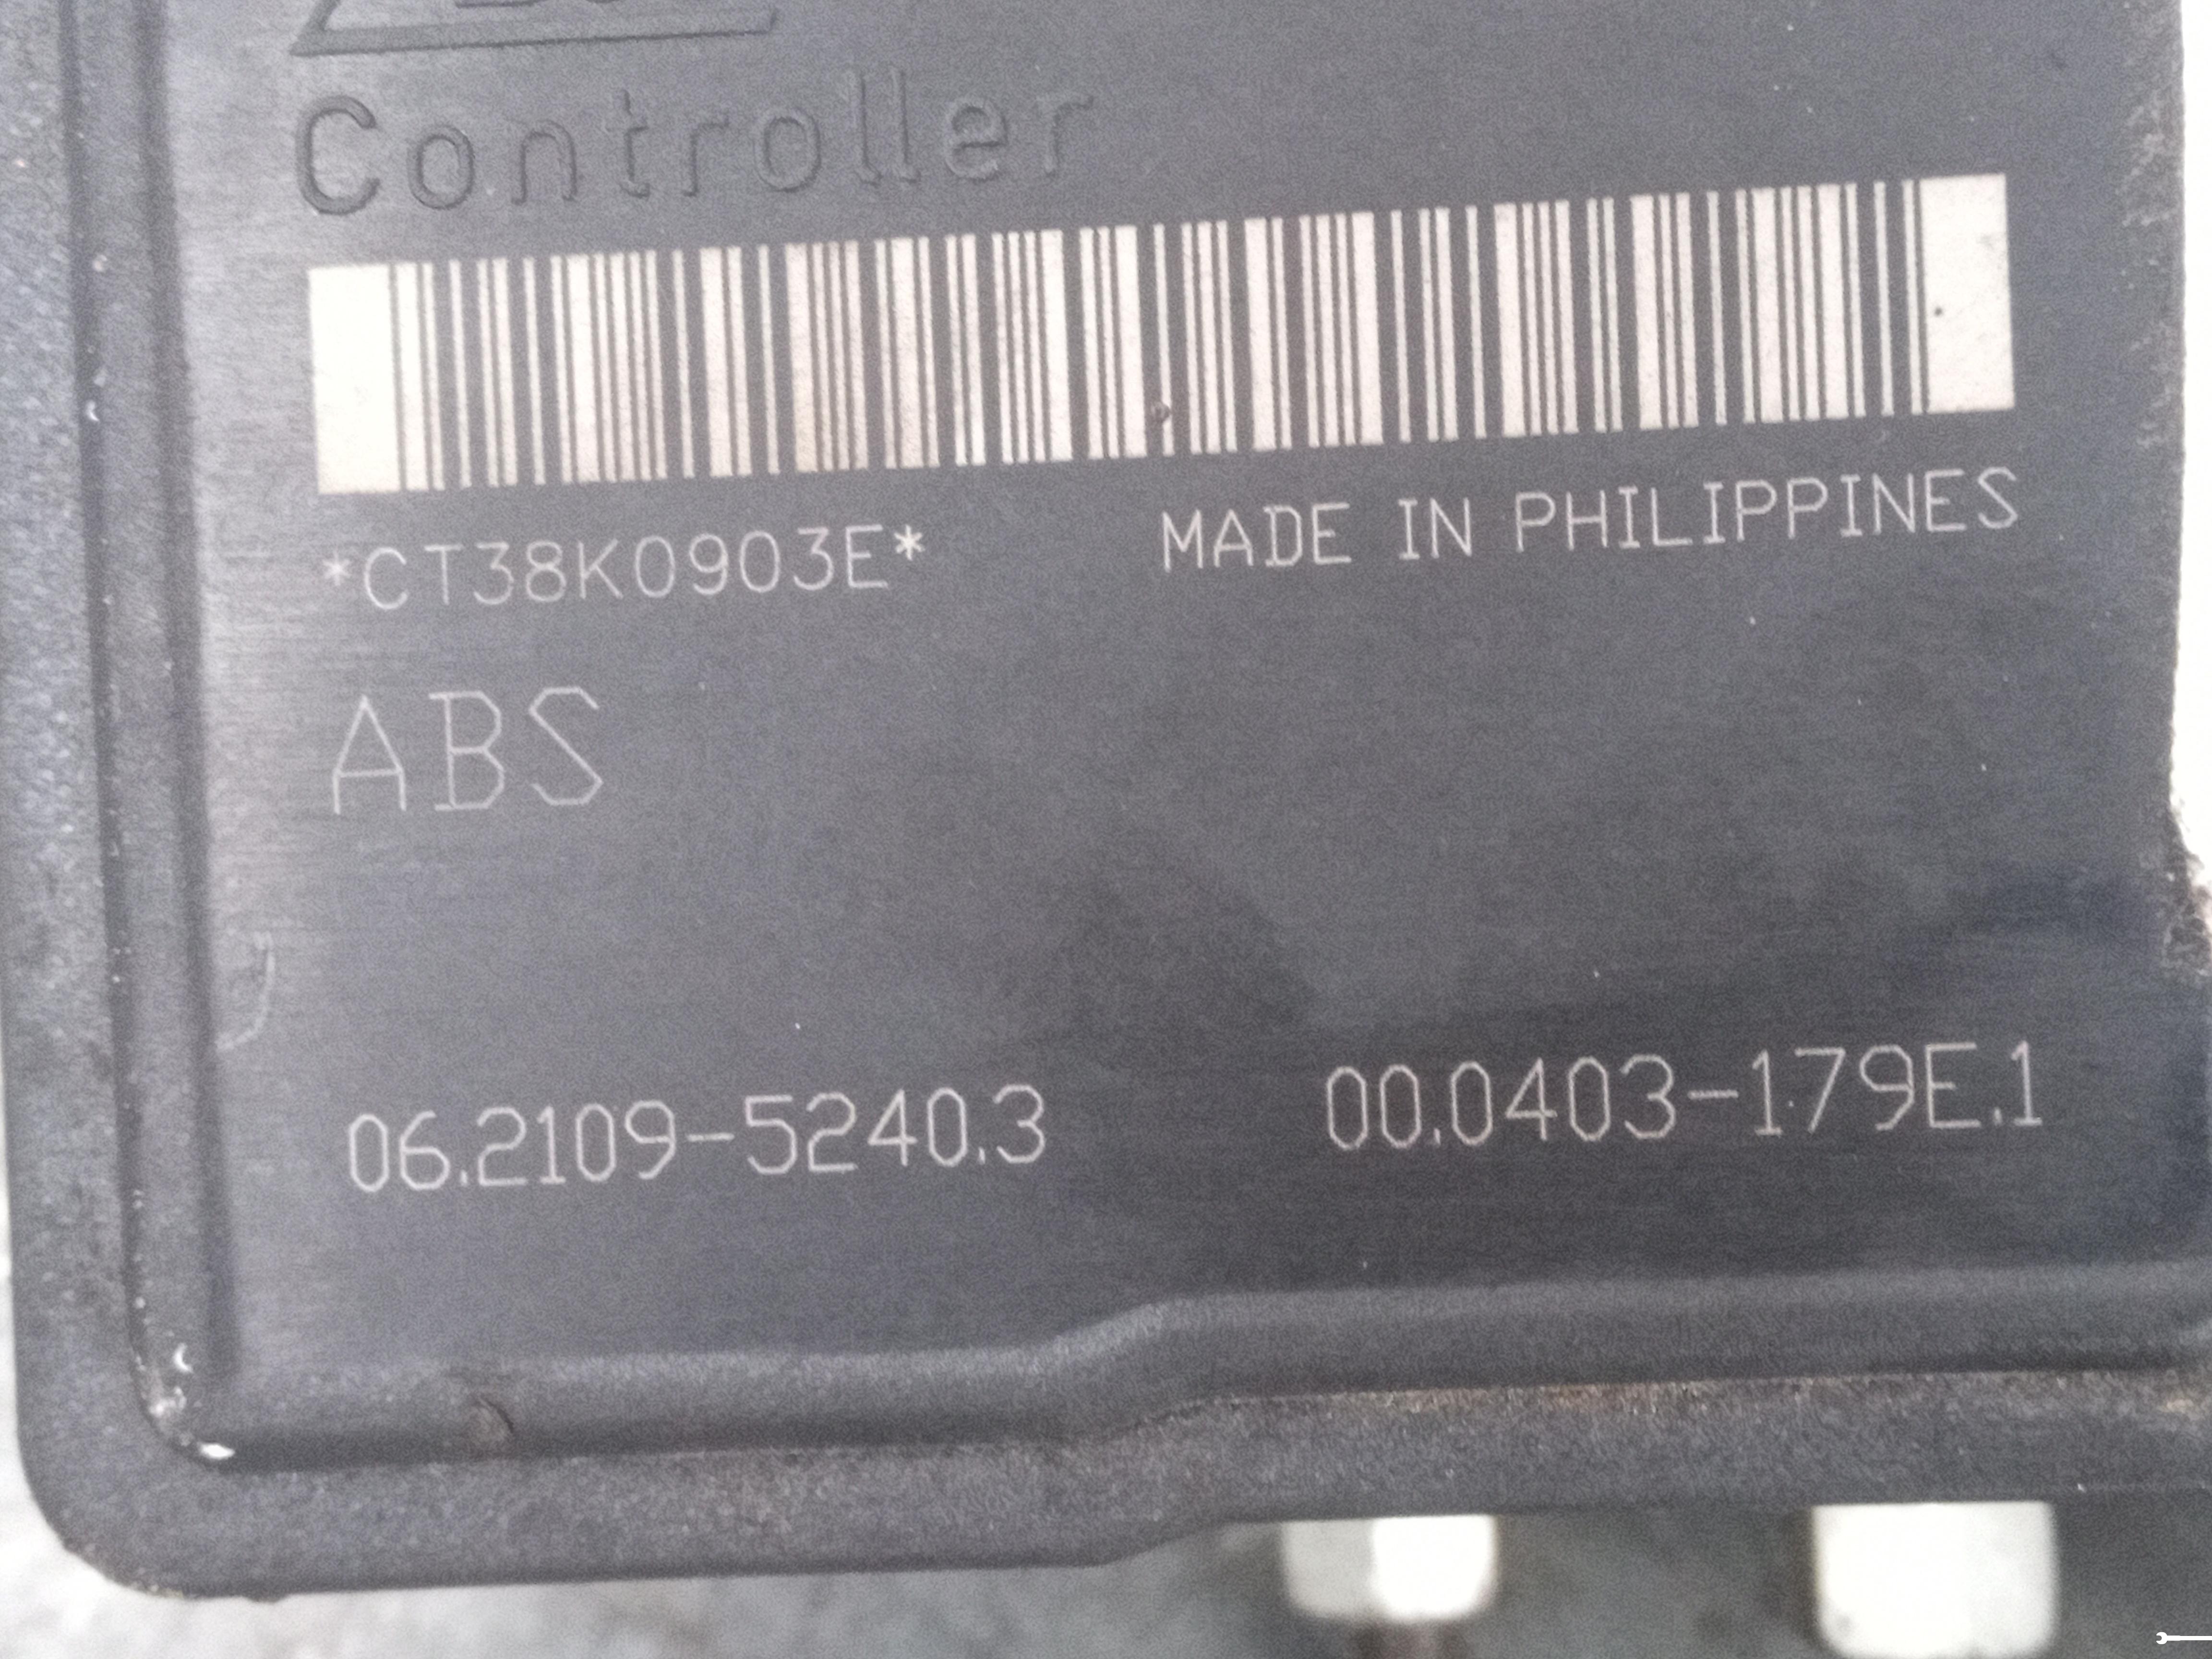 Controller
*CT38K0903E* MADE IN PHILIPPINES
ABS
06.2109-5240.3 00.0403-179E.1